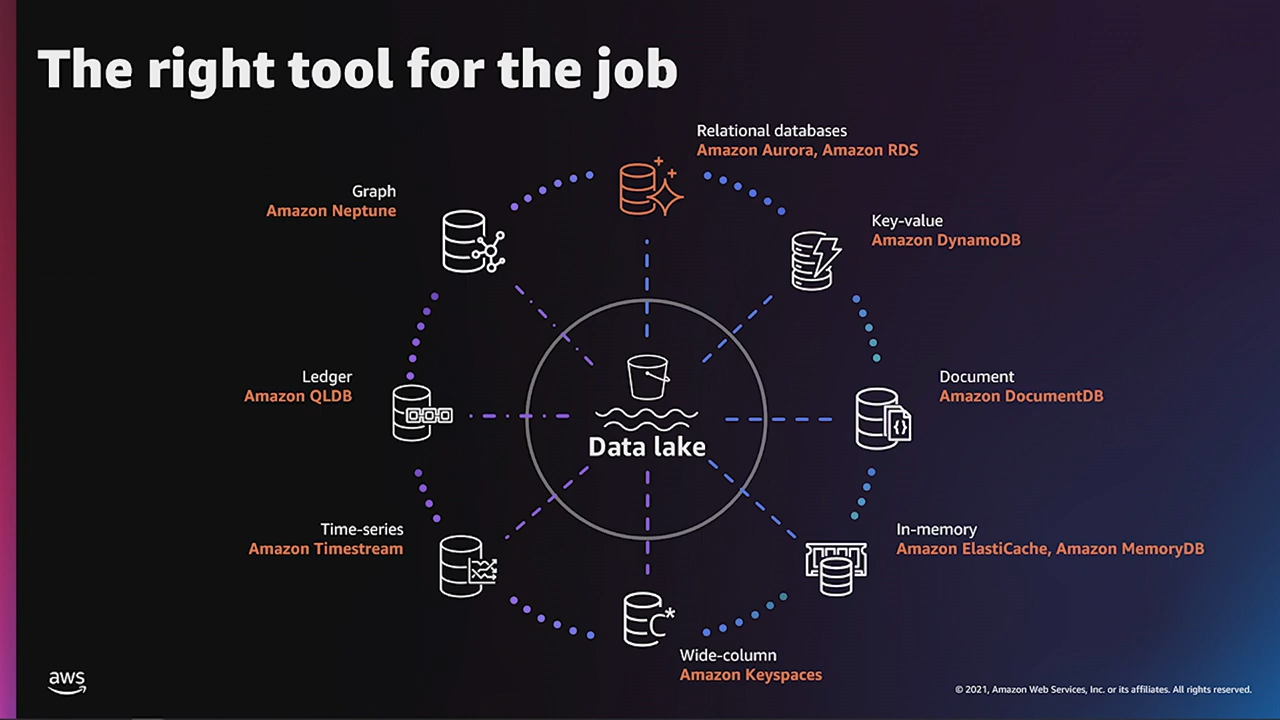 The right tool for the job
Relational databases
Amazon Aurora, Amazon RDS
Graph
Amazon Neptune
Key-value
Amazon DynamoDB
Ledger
Amazon QLDB
Data lake
Document
Amazon DocumentDB
{}
Time-series
Amazon Timestream
In-memory
Amazon ElastiCache, Amazon MemoryDB
C*
Wide-column
Amazon Keyspaces
aws
© 2021, Amazon Web Services, Inc. or its affiliates. All rights reserved.